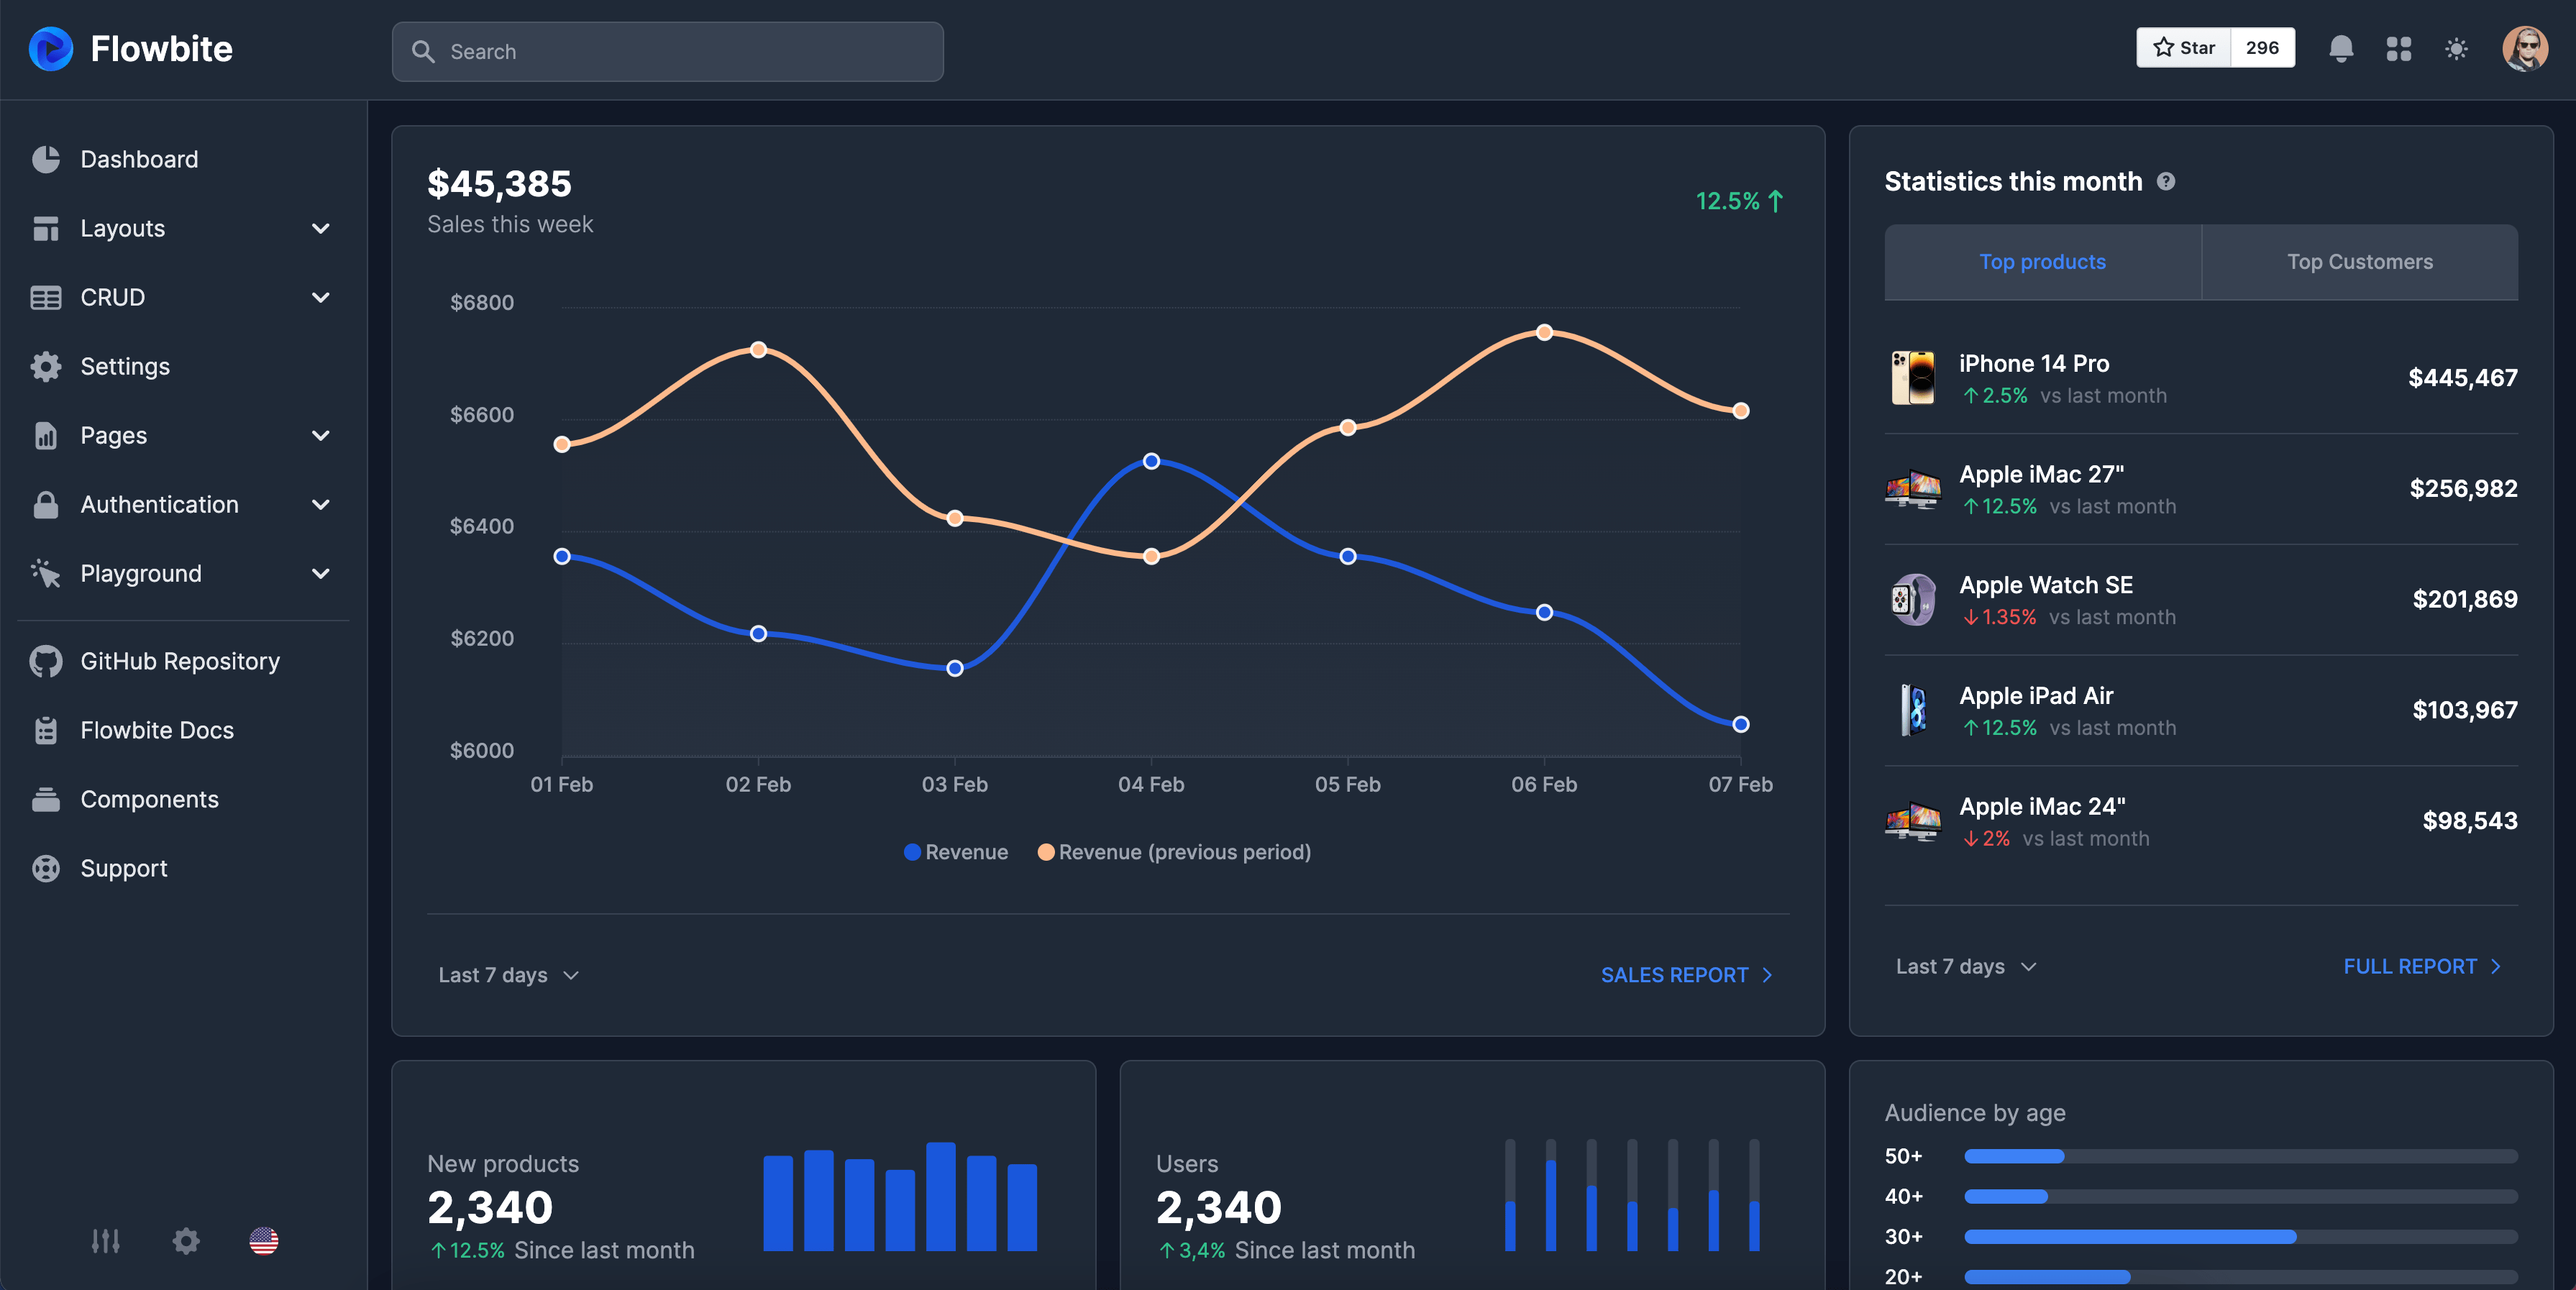 Flowbite
Search
Star 296
Dashboard
Layouts
CRUD
Settings
Pages
Authentication
Playground
GitHub Repository
Flowbite Docs
Components
Support
$45,385
Sales this week
12.5%
$6800
$6600
$6400
$6200
$6000
01 Feb 02 Feb 03 Feb 04 Feb 05 Feb 06 Feb 07 Feb
Revenue Revenue (previous period)
Last 7 days
SALES REPORT
Statistics this month
Top products Top Customers
iPhone 14 Pro
2.5% vs last month
$445,467
Apple iMac 27"
12.5% vs last month
$256,982
Apple Watch SE
1.35% vs last month
$201,869
Apple iPad Air
12.5% vs last month
$103,967
Apple iMac 24"
2% vs last month
$98,543
Last 7 days
FULL REPORT
New products
2,340
12.5% Since last month
Users
2,340
3,4% Since last month
Audience by age
50+
40+
30+
20+